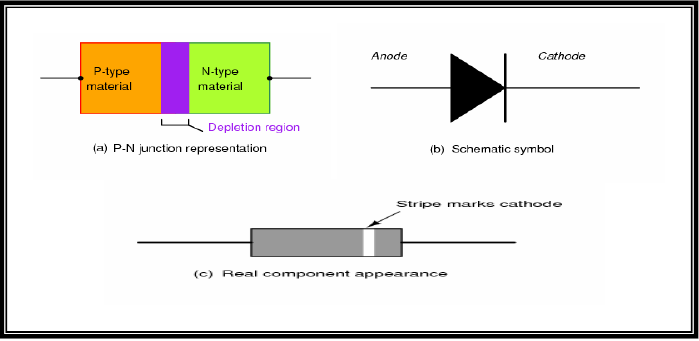 P-type
material
N-type
material
Depletion region
(a) P-N junction representation
Anode
Cathode
(b) Schematic symbol
Stripe marks cathode
(c) Real component appearance